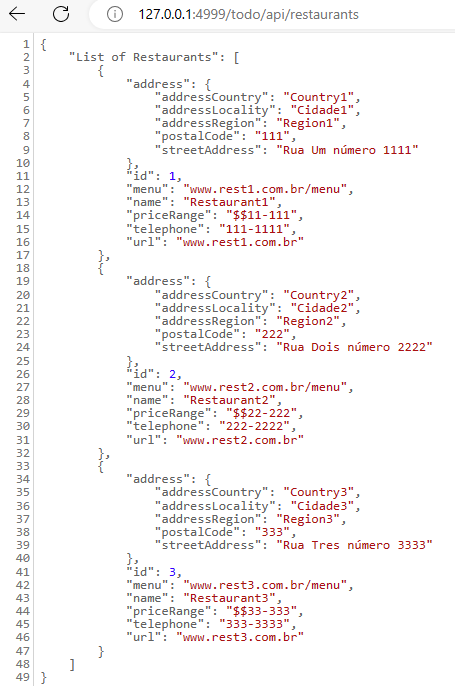 127.0.0.1:4999/todo/api/restaurants
1 {
2     "List of Restaurants": [
3         {
4             "address": {
5                 "addressCountry": "Country1",
6                 "addressLocality": "Cidade1",
7                 "addressRegion": "Region1",
8                 "postalCode": "111",
9                 "streetAddress": "Rua Um número 1111"
10             },
11             "id": 1,
12             "menu": "www.rest1.com.br/menu",
13             "name": "Restaurant1",
14             "priceRange": "$$11-111",
15             "telephone": "111-1111",
16             "url": "www.rest1.com.br"
17         },
18         {
19             "address": {
20                 "addressCountry": "Country2",
21                 "addressLocality": "Cidade2",
22                 "addressRegion": "Region2",
23                 "postalCode": "222",
24                 "streetAddress": "Rua Dois número 2222"
25             },
26             "id": 2,
27             "menu": "www.rest2.com.br/menu",
28             "name": "Restaurant2",
29             "priceRange": "$$22-222",
30             "telephone": "222-2222",
31             "url": "www.rest2.com.br"
32         },
33         {
34             "address": {
35                 "addressCountry": "Country3",
36                 "addressLocality": "Cidade3",
37                 "addressRegion": "Region3",
38                 "postalCode": "333",
39                 "streetAddress": "Rua Tres número 3333"
40             },
41             "id": 3,
42             "menu": "www.rest3.com.br/menu",
43             "name": "Restaurant3",
44             "priceRange": "$$33-333",
45             "telephone": "333-3333",
46             "url": "www.rest3.com.br"
47         }
48     ]
49 }